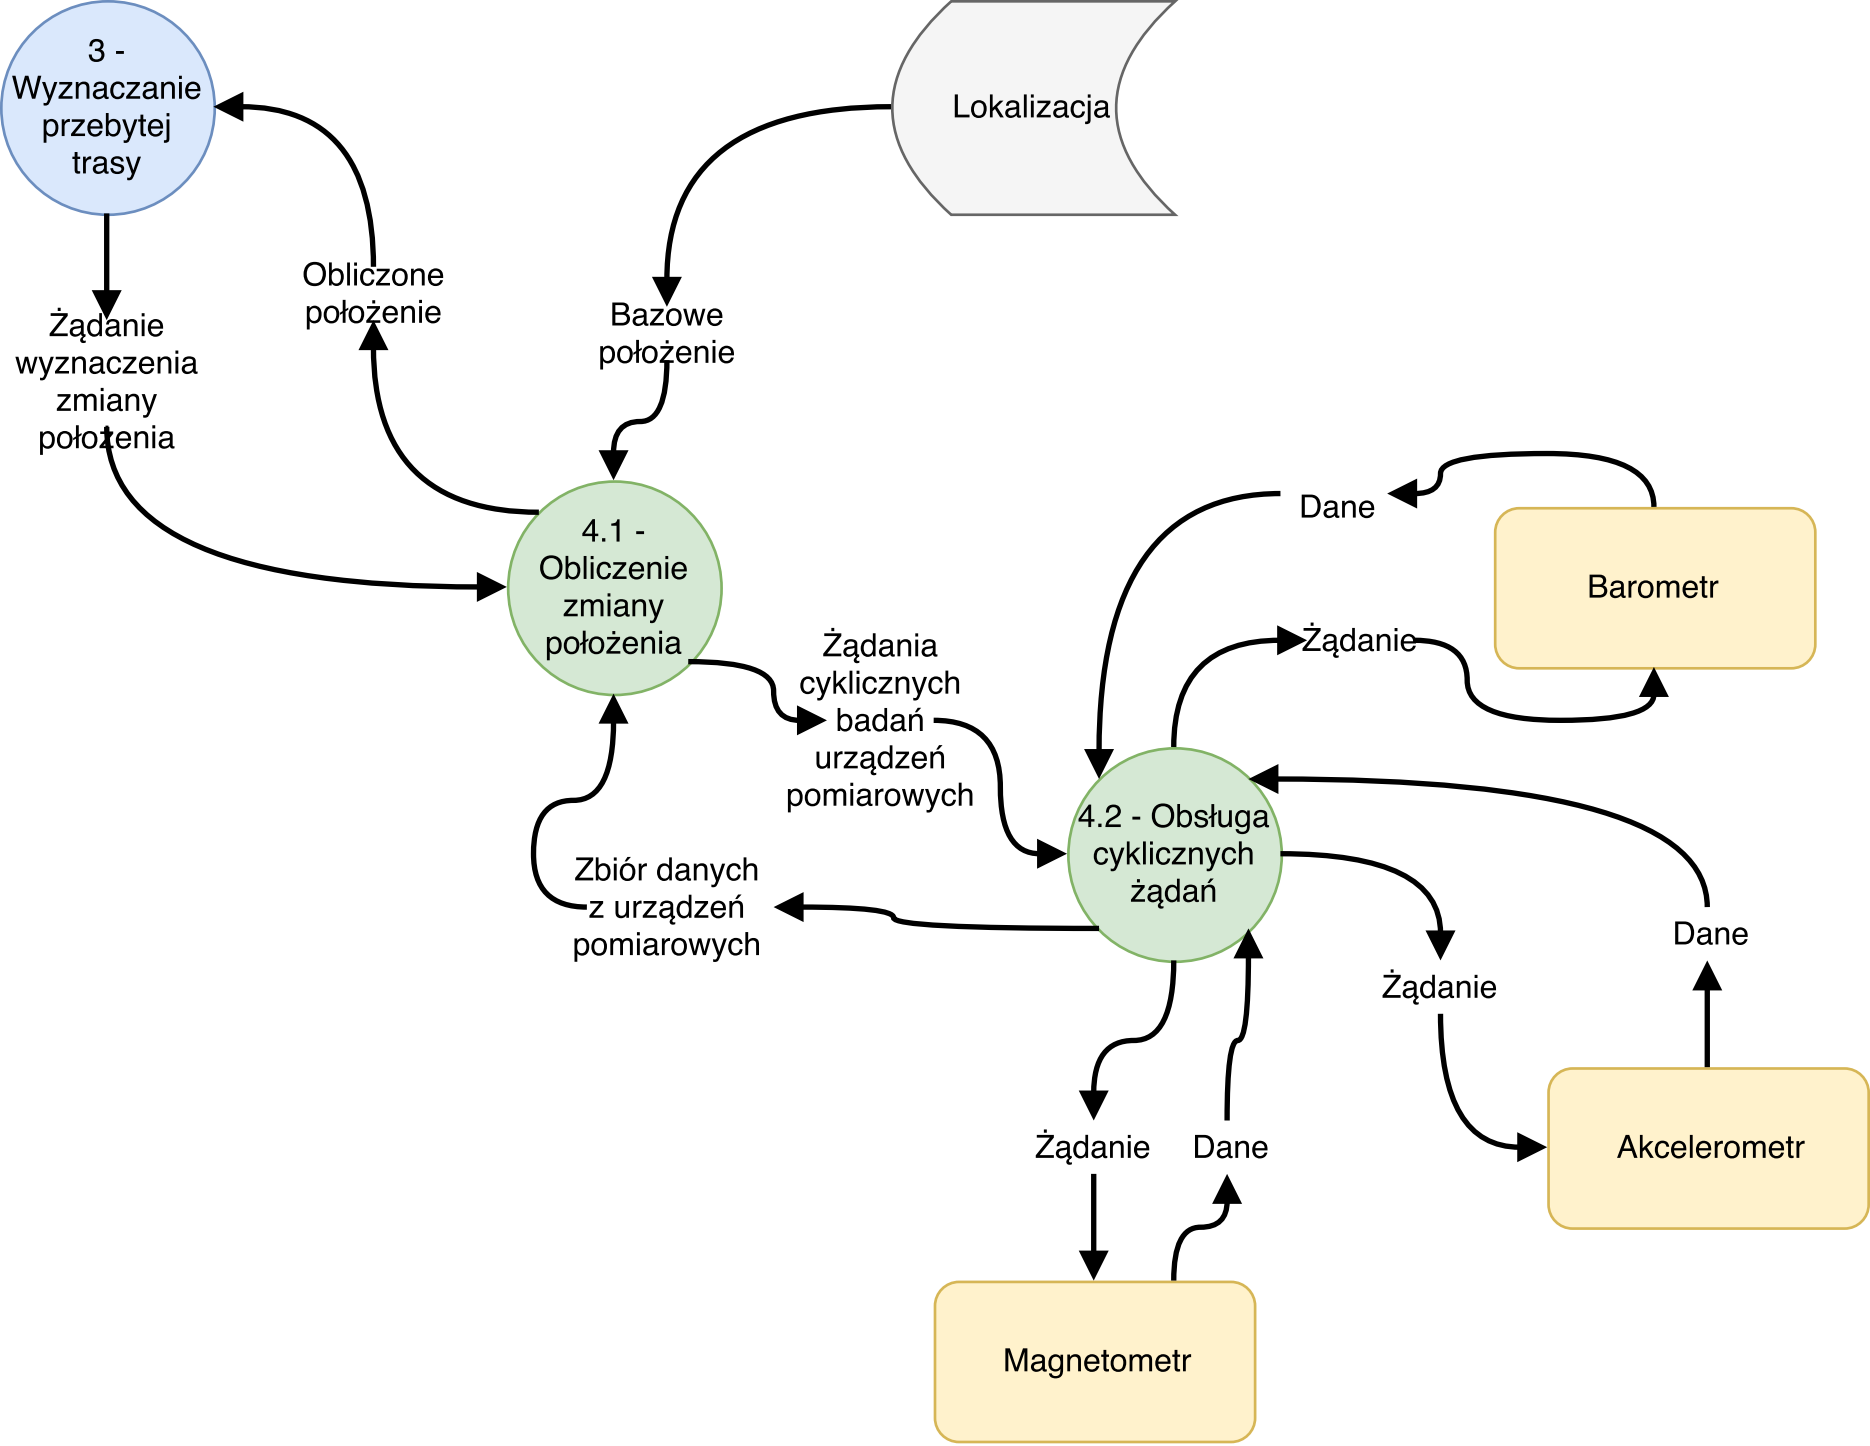 3 -
Wyznaczanie
przebytej
trasy
Lokalizacja
Obliczone
położenie
Bazowe
położenie
Żądanie
wyznaczenia
zmiany
położenia
Dane
4.1 -
Obliczenie
zmiany
położenia
Barometr
Żądania
cyklicznych
badań
urządzeń
pomiarowych
Żądanie
4.2 - Obsługa
cyklicznych
żądań
Zbiór danych
z urządzeń
pomiarowych
Dane
Żądanie
Żądanie
Dane
Akcelerometr
Magnetometr